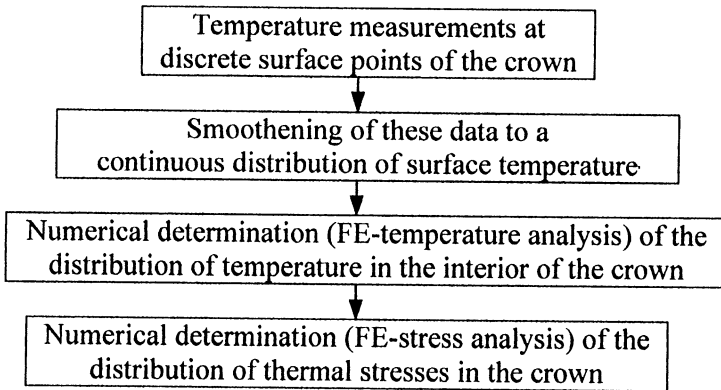 Temperature measurements at
discrete surface points of the crown
Smoothening of these data to a
continuous distribution of surface temperature
Numerical determination (FE-temperature analysis) of the
distribution of temperature in the interior of the crown
Numerical determination (FE-stress analysis) of the
distribution of thermal stresses in the crown